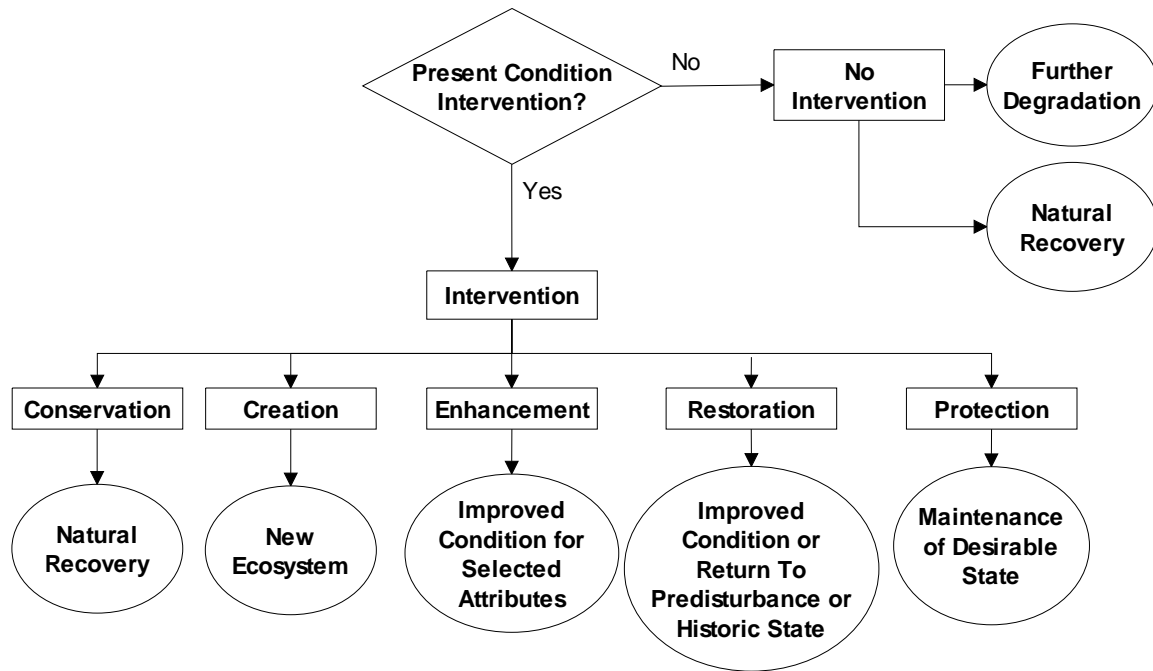 Present Condition
Intervention?
No
No
Intervention
Further
Degradation
Yes
Natural
Recovery
Intervention
Conservation
Creation
Enhancement
Restoration
Protection
Natural
Recovery
New
Ecosystem
Improved
Condition for
Selected
Attributes
Improved
Condition or
Return To
Predisturbance or
Historic State
Maintenance
of Desirable
State